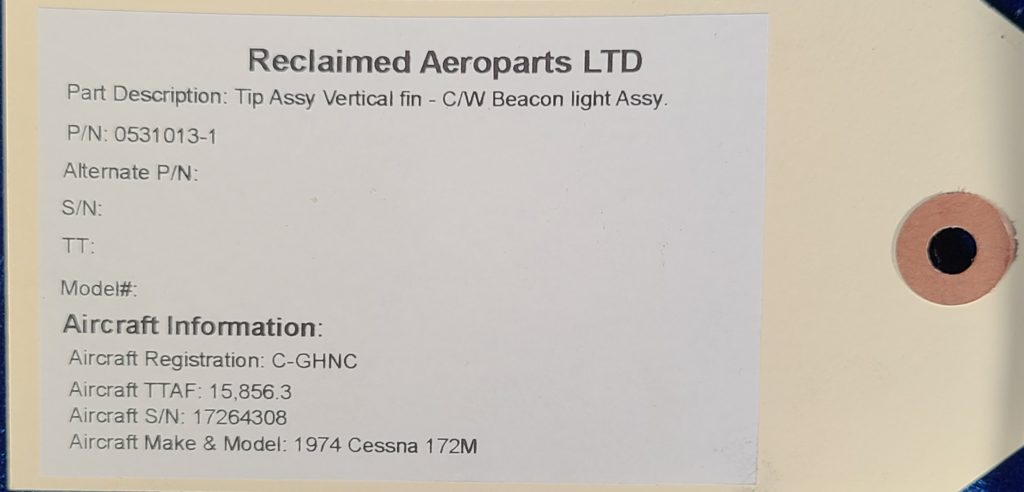 Reclaimed Aeroparts LTD
Part Description: Tip Assy Vertical fin - C/W Beacon light Assy.
P/N: 0531013-1
Alternate P/N:
S/N:
TT:
Model#:
Aircraft Information:
Aircraft Registration: C-GHNC
Aircraft TTAF: 15,856.3
Aircraft S/N: 17264308
Aircraft Make & Model: 1974 Cessna 172M